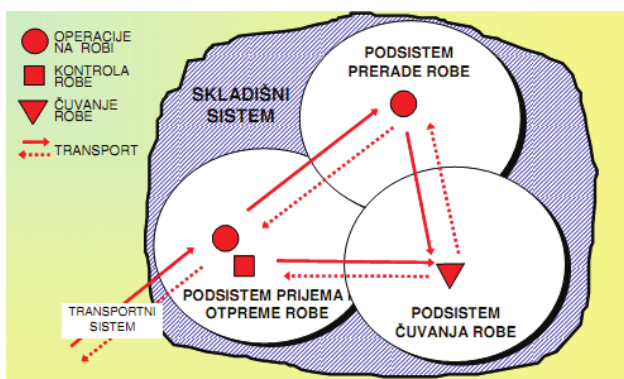 OPERACIJE
NA ROBI
KONTROLA
ROBE
ČUVANJE
ROBE
TRANSPORT
SKLADIŠNI
SISTEM
PODSISTEM
PRERADE ROBE
PODSISTEM PRIJEMA I
OTPREME ROBE
PODSISTEM
ČUVANJA ROBE
TRANSPORTNI
SISTEM